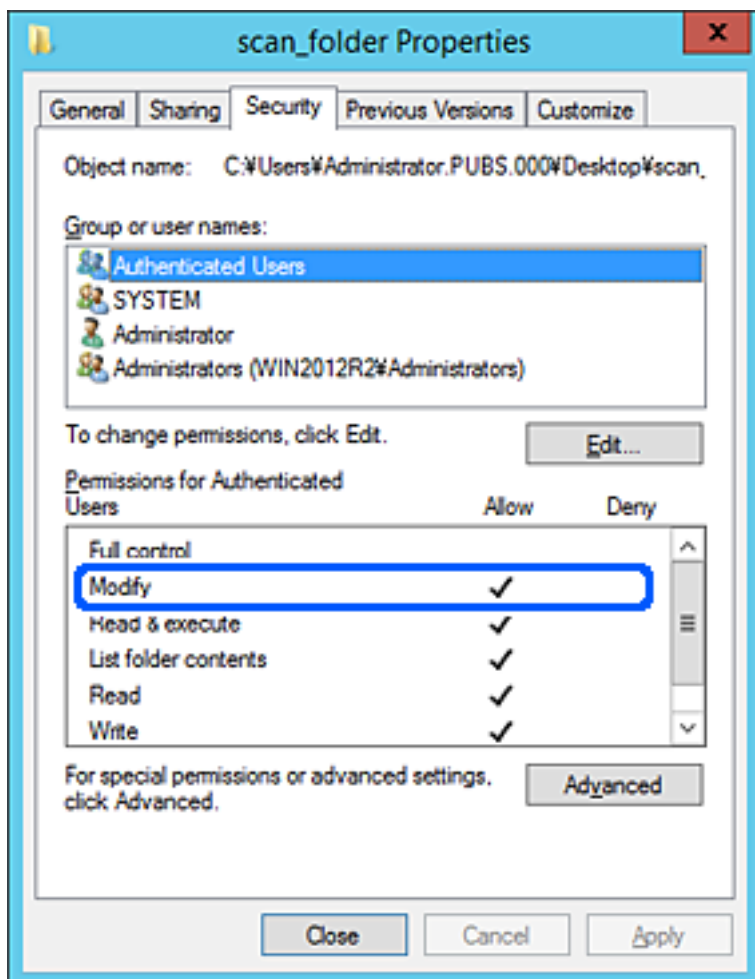 scan_folder Properties
x
General Sharing Security Previous Versions Customize
Object name: C:¥Users¥Administrator.PUBS.000¥Desktop¥scan_
Group or user names:
Authenticated Users
SYSTEM
Administrator
Administrators (WIN2012R2¥Administrators)
To change permissions, click Edit.
Edit...
Permissions for Authenticated
Users Allow Deny
Full control
Modify
Read & execute
List folder contents
Read
Write
For special permissions or advanced settings,
click Advanced.
Advanced
Close Cancel Apply